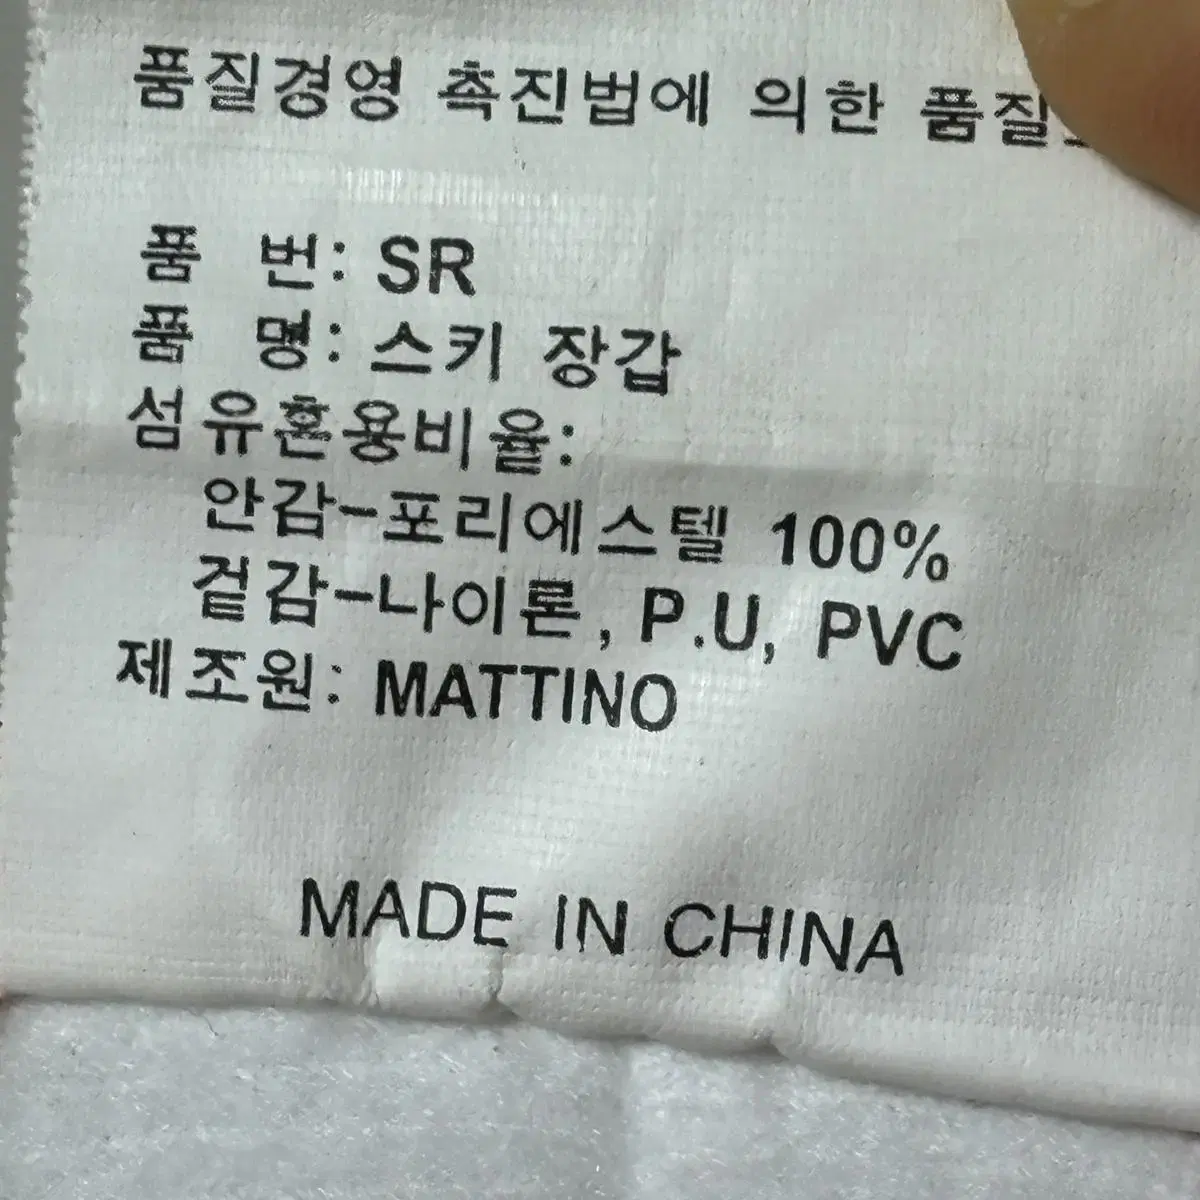 품질경영 촉진법에 의한 품질
품 번: SR
품 명: 스키 장갑
섬유혼용비율:
안감-포리에스텔 100%
겉감-나이론, P.U, PVC
제조원: MATTINO
MADE IN CHINA